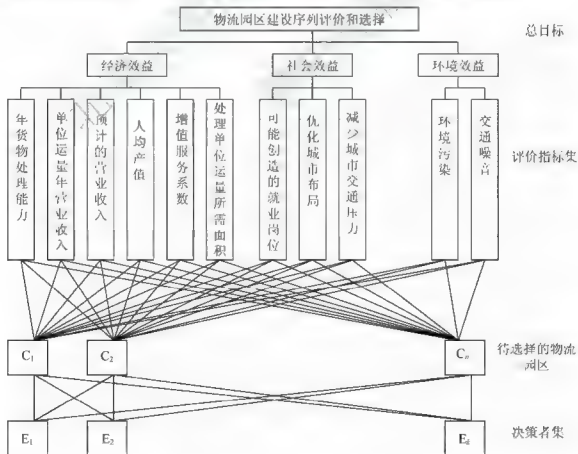 物流园区建设序列评价和选择
总目标
经济效益
社会效益
环境效益
年货物处理能力
单位运量年营业收入
预计的营业收入
人均产值
增值服务系数
处理单位运量所需面积
可能创造的就业岗位
优化城市布局
减少城市交通压力
环境污染
交通噪音
评价指标集
C₁
C₂
Cₙ
待选择的物流
园区
E₁
E₂
决策者集